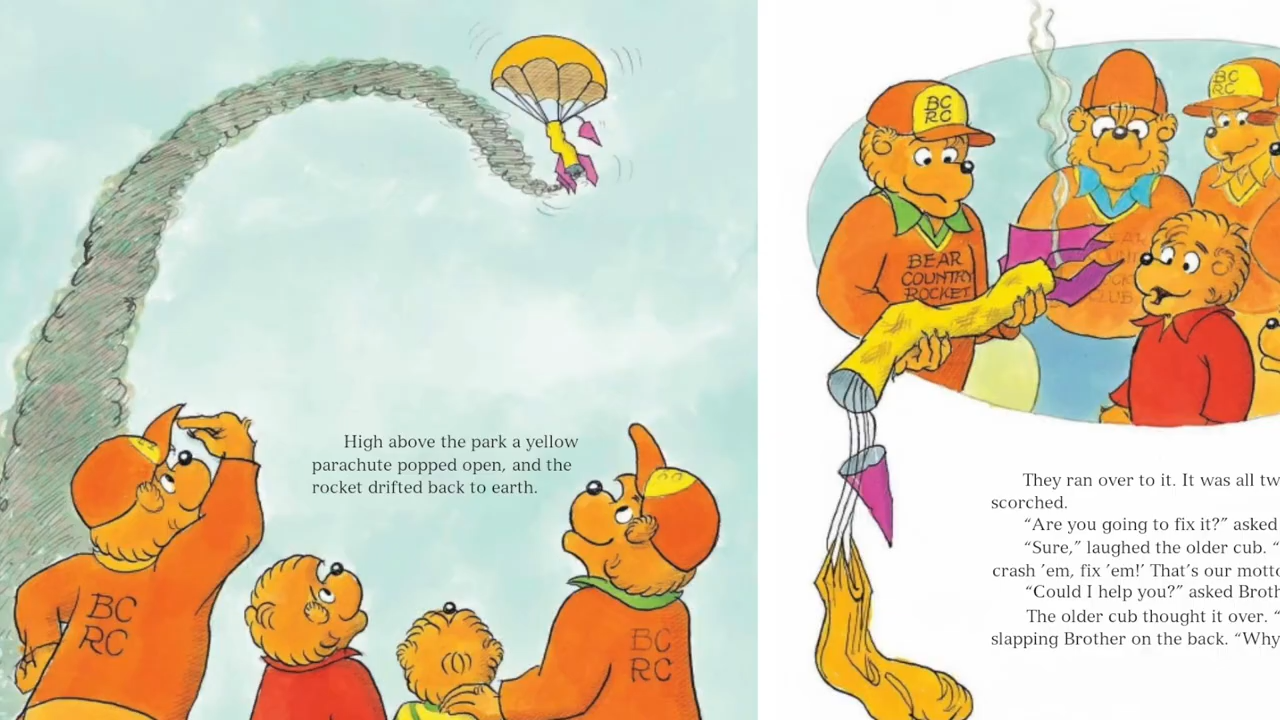 High above the park a yellow
parachute popped open, and the
rocket drifted back to earth.
BC
RC
BC
RC
BC
RC
BC
RC
BEAR
COUNTRY
ROCKET
CLUB
They ran over to it. It was all tw
scorched.
“Are you going to fix it?” asked
“Sure,” laughed the older cub. “
crash ’em, fix ’em!’ That’s our motto
“Could I help you?” asked Broth
The older cub thought it over. “
slapping Brother on the back. “Why